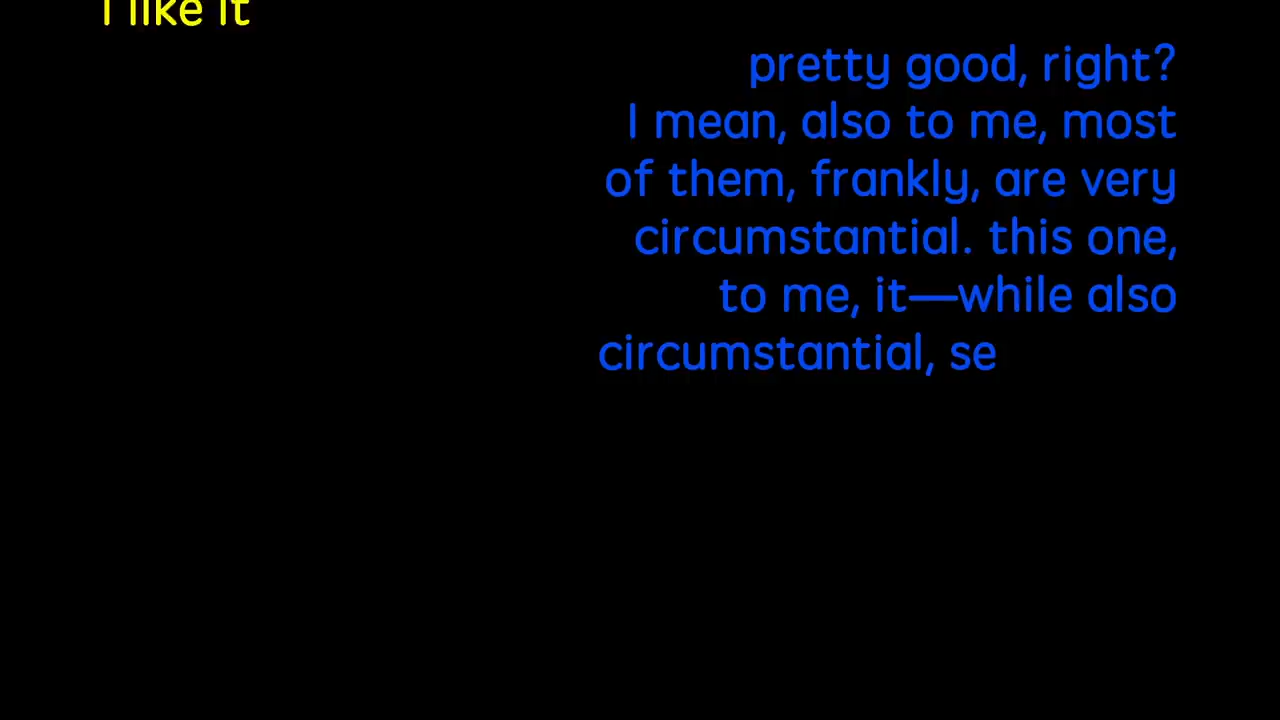 I like it
pretty good, right?
I mean, also to me, most
of them, frankly, are very
circumstantial. this one,
to me, it—while also
circumstantial, se